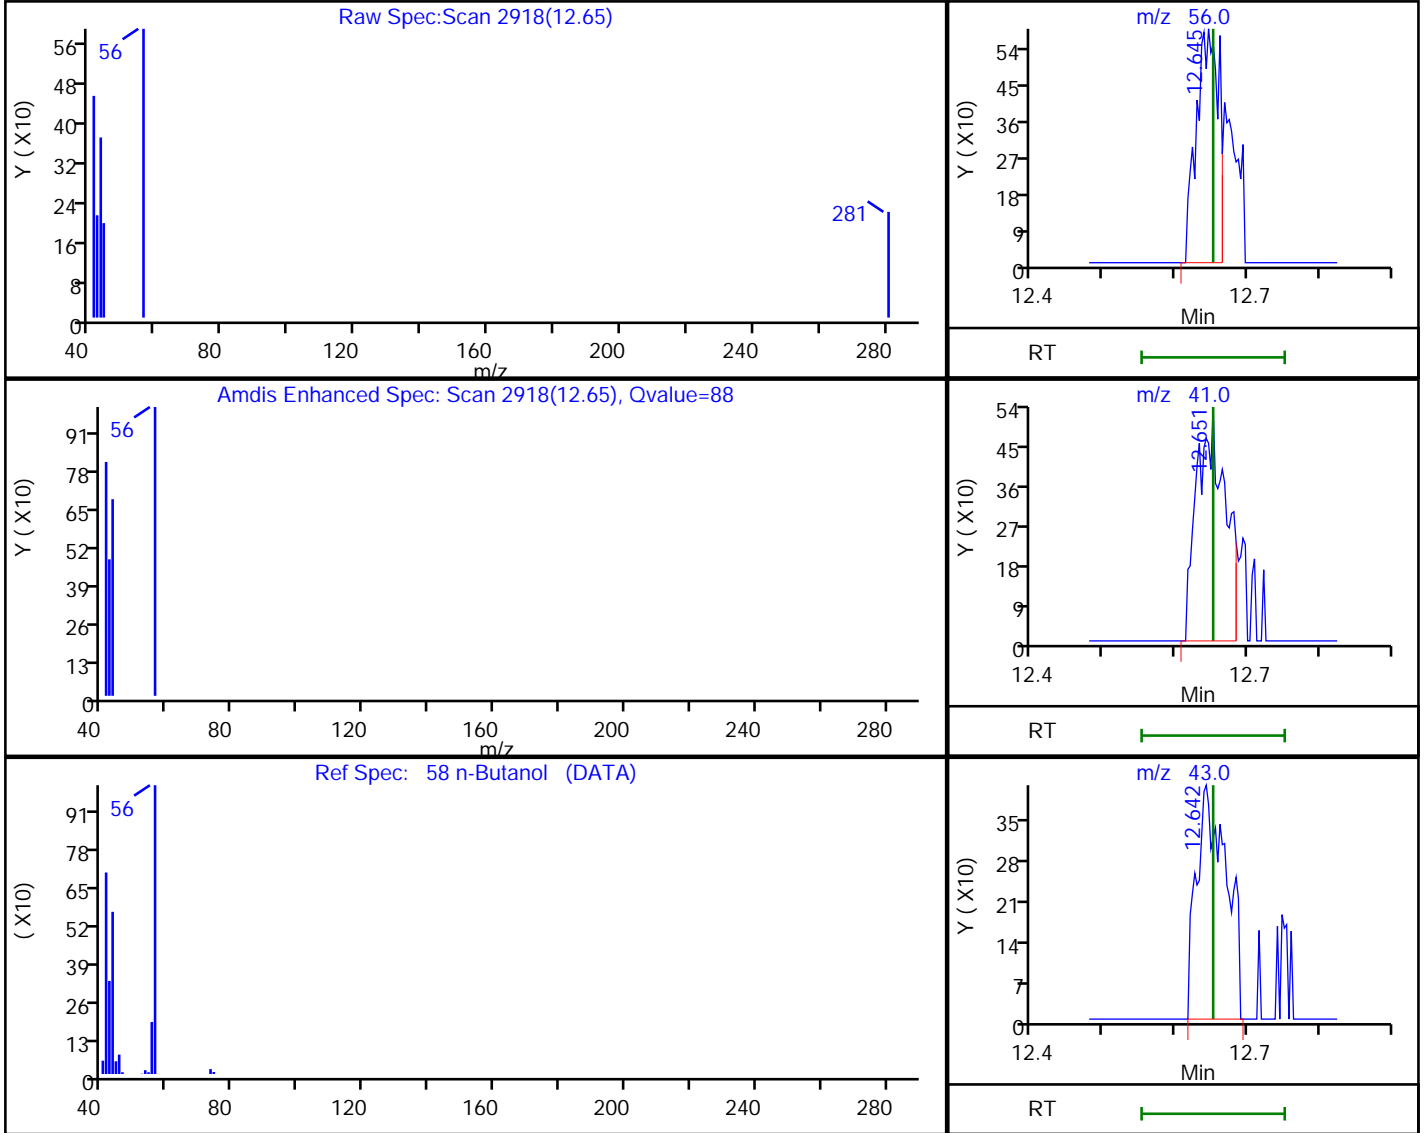 Raw Spec:Scan 2918(12.65)
56
281
Y ( X10)
56
48
40
32
24
16
8
0
40 80 120 160 200 240 280
m/z
m/z 56.0
12.645
Y ( X10)
54
45
36
27
18
9
0
12.4 12.7
Min
RT
Amdis Enhanced Spec: Scan 2918(12.65), Qvalue=88
56
Y ( X10)
91
78
65
52
39
26
13
0
40 80 120 160 200 240 280
m/z
m/z 41.0
12.651
Y ( X10)
54
45
36
27
18
9
0
12.4 12.7
Min
RT
Ref Spec: 58 n-Butanol (DATA)
56
( X10)
91
78
65
52
39
26
13
0
40 80 120 160 200 240 280
m/z 43.0
12.642
Y ( X10)
35
28
21
14
7
0
12.4 12.7
Min
RT